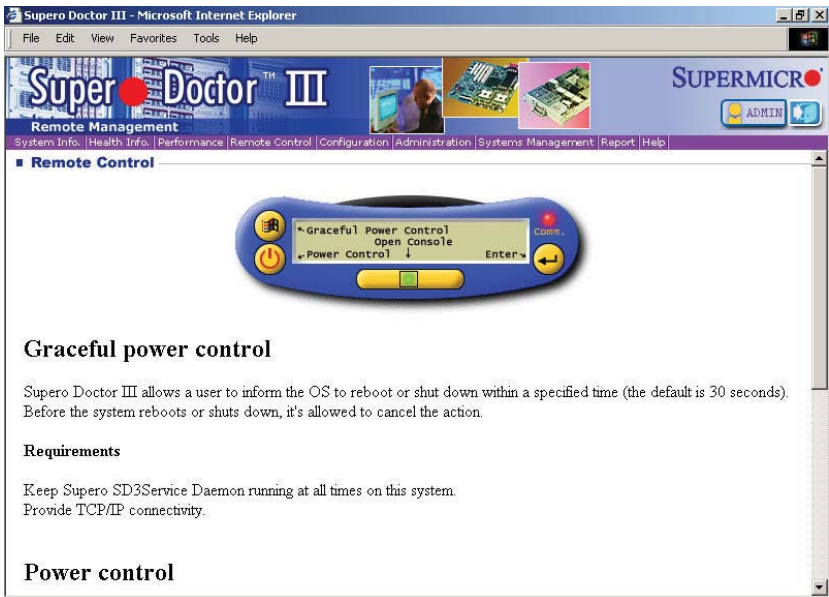 Supero Doctor III - Microsoft Internet Explorer
File Edit View Favorites Tools Help
Super Doctor™ III
SUPERMICRO
Remote Management
ADMIN
System Info. | Health Info. | Performance | Remote Control | Configuration | Administration | Systems Management | Report | Help
Remote Control
Graceful Power Control
Open Console
Power Control ↓ Enter
Comm.
Graceful power control
Supero Doctor III allows a user to inform the OS to reboot or shut down within a specified time (the default is 30 seconds).
Before the system reboots or shuts down, it's allowed to cancel the action.
Requirements
Keep Supero SD3Service Daemon running at all times on this system.
Provide TCP/IP connectivity.
Power control